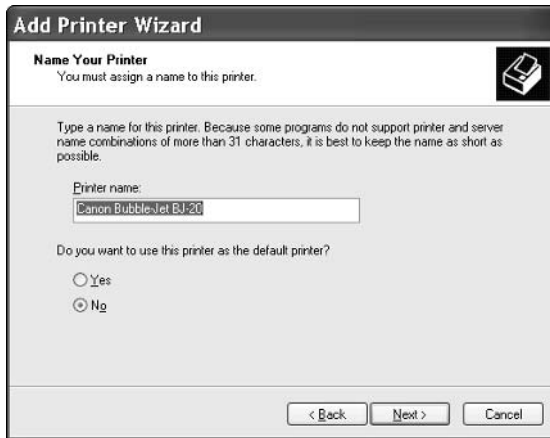 Add Printer Wizard
Name Your Printer
You must assign a name to this printer.
Type a name for this printer. Because some programs do not support printer and server
name combinations of more than 31 characters, it is best to keep the name as short as
possible.
Printer name:
Canon Bubble-Jet BJ-20
Do you want to use this printer as the default printer?
Yes
No
< Back Next > Cancel